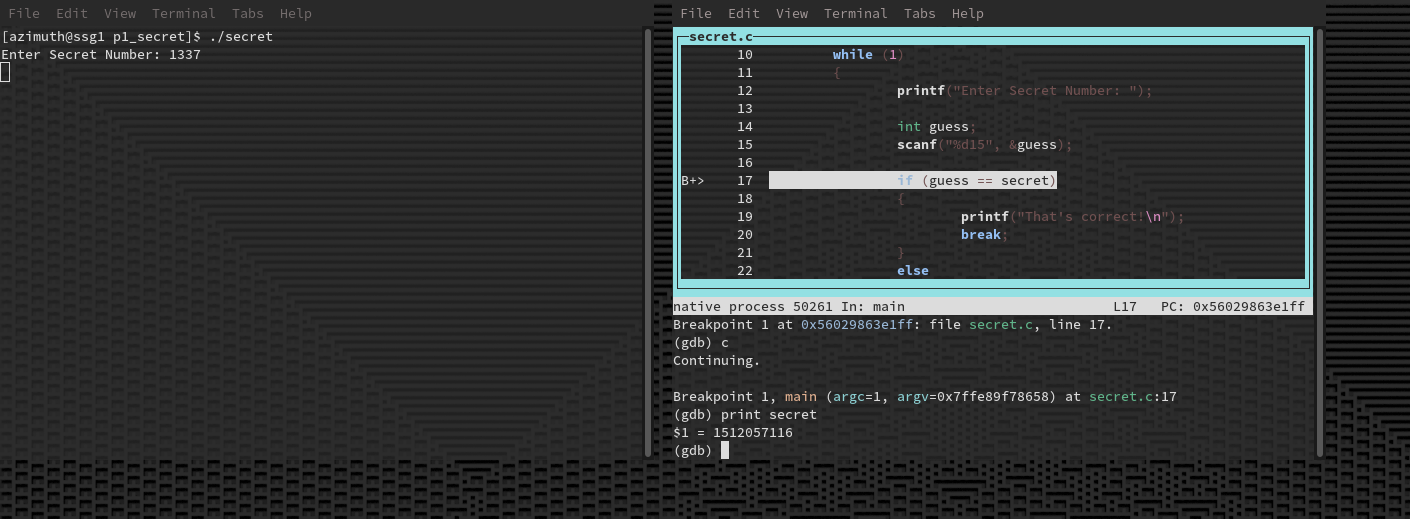 File Edit View Terminal Tabs Help
[azimuth@ssg1 p1_secret]$ ./secret
Enter Secret Number: 1337
File Edit View Terminal Tabs Help
secret.c
10 while (1)
11 {
12 printf("Enter Secret Number: ");
13
14 int guess;
15 scanf("%d15", &guess);
16
B+> 17 if (guess == secret)
18 {
19 printf("That's correct!\n");
20 break;
21 }
22 else
native process 50261 In: main L17 PC: 0x56029863e1ff
Breakpoint 1 at 0x56029863e1ff: file secret.c, line 17.
(gdb) c
Continuing.
Breakpoint 1, main (argc=1, argv=0x7ffe89f78658) at secret.c:17
(gdb) print secret
$1 = 1512057116
(gdb)